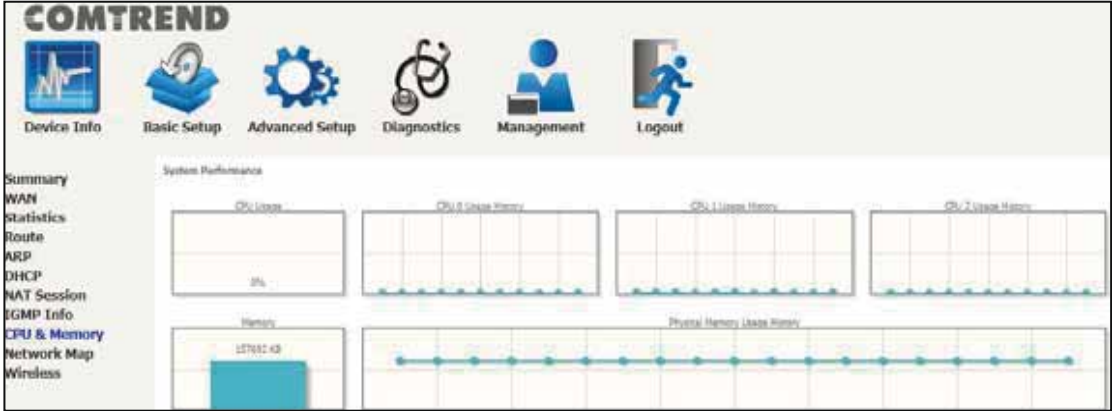 COMTREND
Device Info Basic Setup Advanced Setup Diagnostics Management Logout
Summary
WAN
Statistics
Route
ARP
DHCP
NAT Session
IGMP Info
CPU & Memory
Network Map
Wireless
System Performance
CPU Usage CPU 0 Usage History CPU 1 Usage History CPU 2 Usage History
0%
Memory Physical Memory Usage History
KB